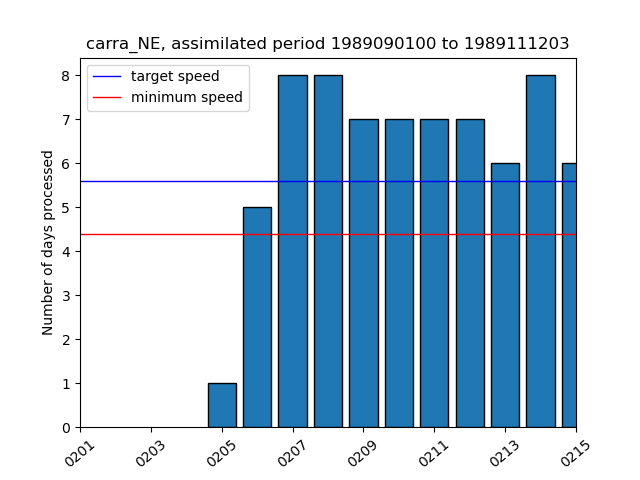 carra_NE, assimilated period 1989090100 to 1989111203
target speed
minimum speed
Number of days processed
8
7
6
5
4
3
2
1
0
0201 0203 0205 0207 0209 0211 0213 0215